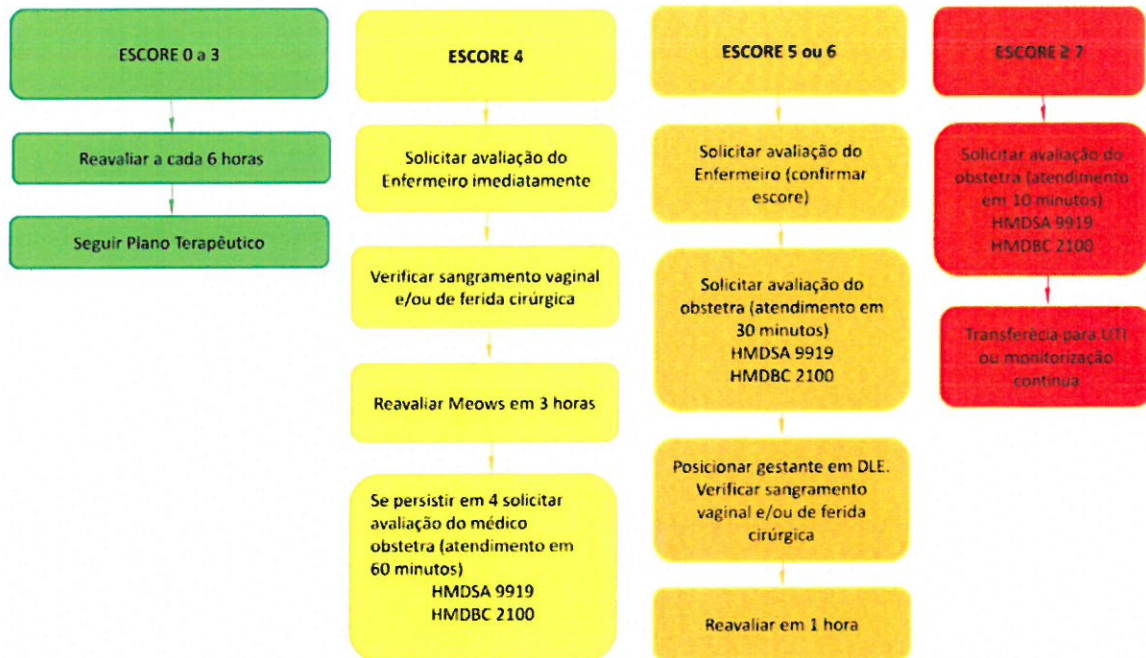 ESCORE 0 a 3
Reavaliar a cada 6 horas
Seguir Plano Terapêutico
ESCORE 4
Solicitar avaliação do
Enfermeiro imediatamente
Verificar sangramento vaginal
e/ou de ferida cirúrgica
Reavaliar Meows em 3 horas
Se persistir em 4 solicitar
avaliação do médico
obstetra (atendimento em
60 minutos)
HMDSA 9919
HMDBC 2100
ESCORE 5 ou 6
Solicitar avaliação do
Enfermeiro (confirmar
escore)
Solicitar avaliação do
obstetra (atendimento em
30 minutos)
HMDSA 9919
HMDBC 2100
Posicionar gestante em DLE.
Verificar sangramento
vaginal e/ou de ferida
cirúrgica
Reavaliar em 1 hora
ESCORE ≥ 7
Solicitar avaliação do
obstetra (atendimento
em 10 minutos)
HMDSA 9919
HMDBC 2100
Transferêcia para UTI
ou monitorização
continua